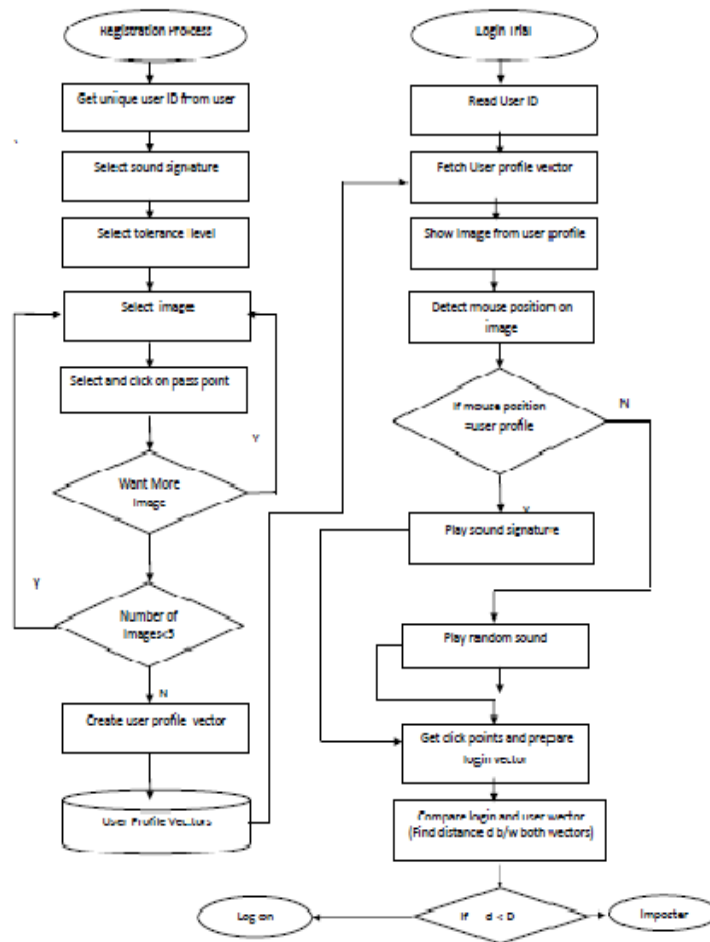 Registration Process
Get unique user ID from user
Select sound signature
Select tolerance level
Select images
Select and click on pass point
Y
Want More
Image
Y
Number of
Images<5
N
Create user profile vector
User Profile Vectors
Login Trial
Read User ID
Fetch User profile vector
Show Image from user profile
Detect mouse position on
image
If mouse position
=user profile
N
Y
Play sound signature
Play random sound
Get click points and prepare
login vector
Compare login and user vector
(Find distance d b/w both vectors)
If d < D
Log on
Imposter